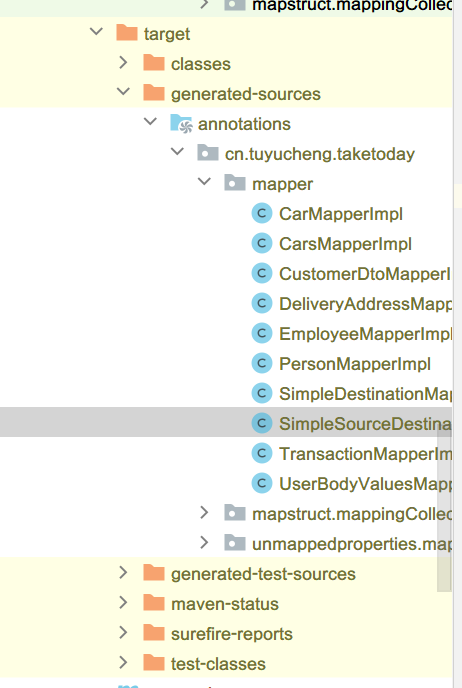 mapstruct.mappingCollec
target
classes
generated-sources
annotations
cn.tuyucheng.taketoday
mapper
C CarMapperImpl
C CarsMapperImpl
C CustomerDtoMapperI
C DeliveryAddressMapp
C EmployeeMapperImpl
C PersonMapperImpl
C SimpleDestinationMap
C SimpleSourceDestina
C TransactionMapperIm
C UserBodyValuesMapp
mapstruct.mappingCollec
unmappedproperties.map
generated-test-sources
maven-status
surefire-reports
test-classes